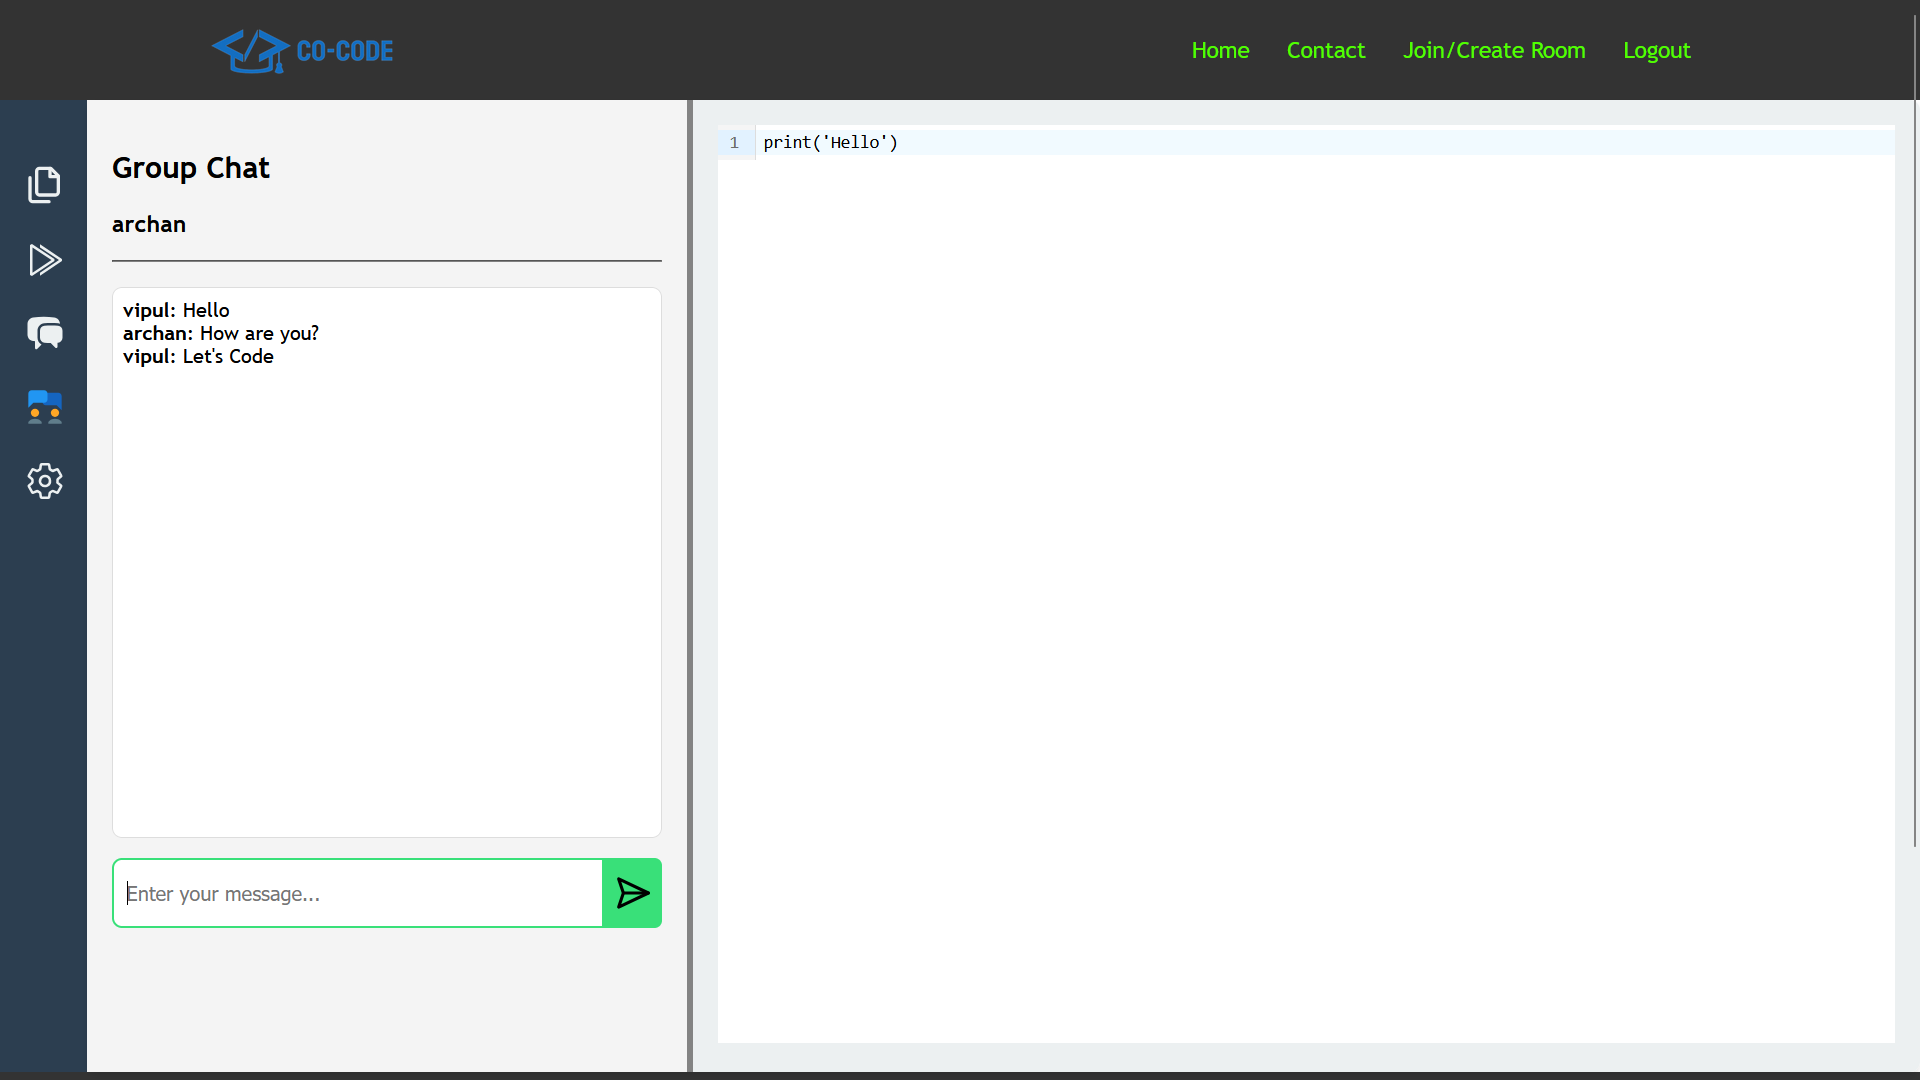 CO-CODE
Home Contact Join/Create Room Logout
Group Chat
archan
vipul: Hello
archan: How are you?
vipul: Let's Code
Enter your message...
1 print('Hello')